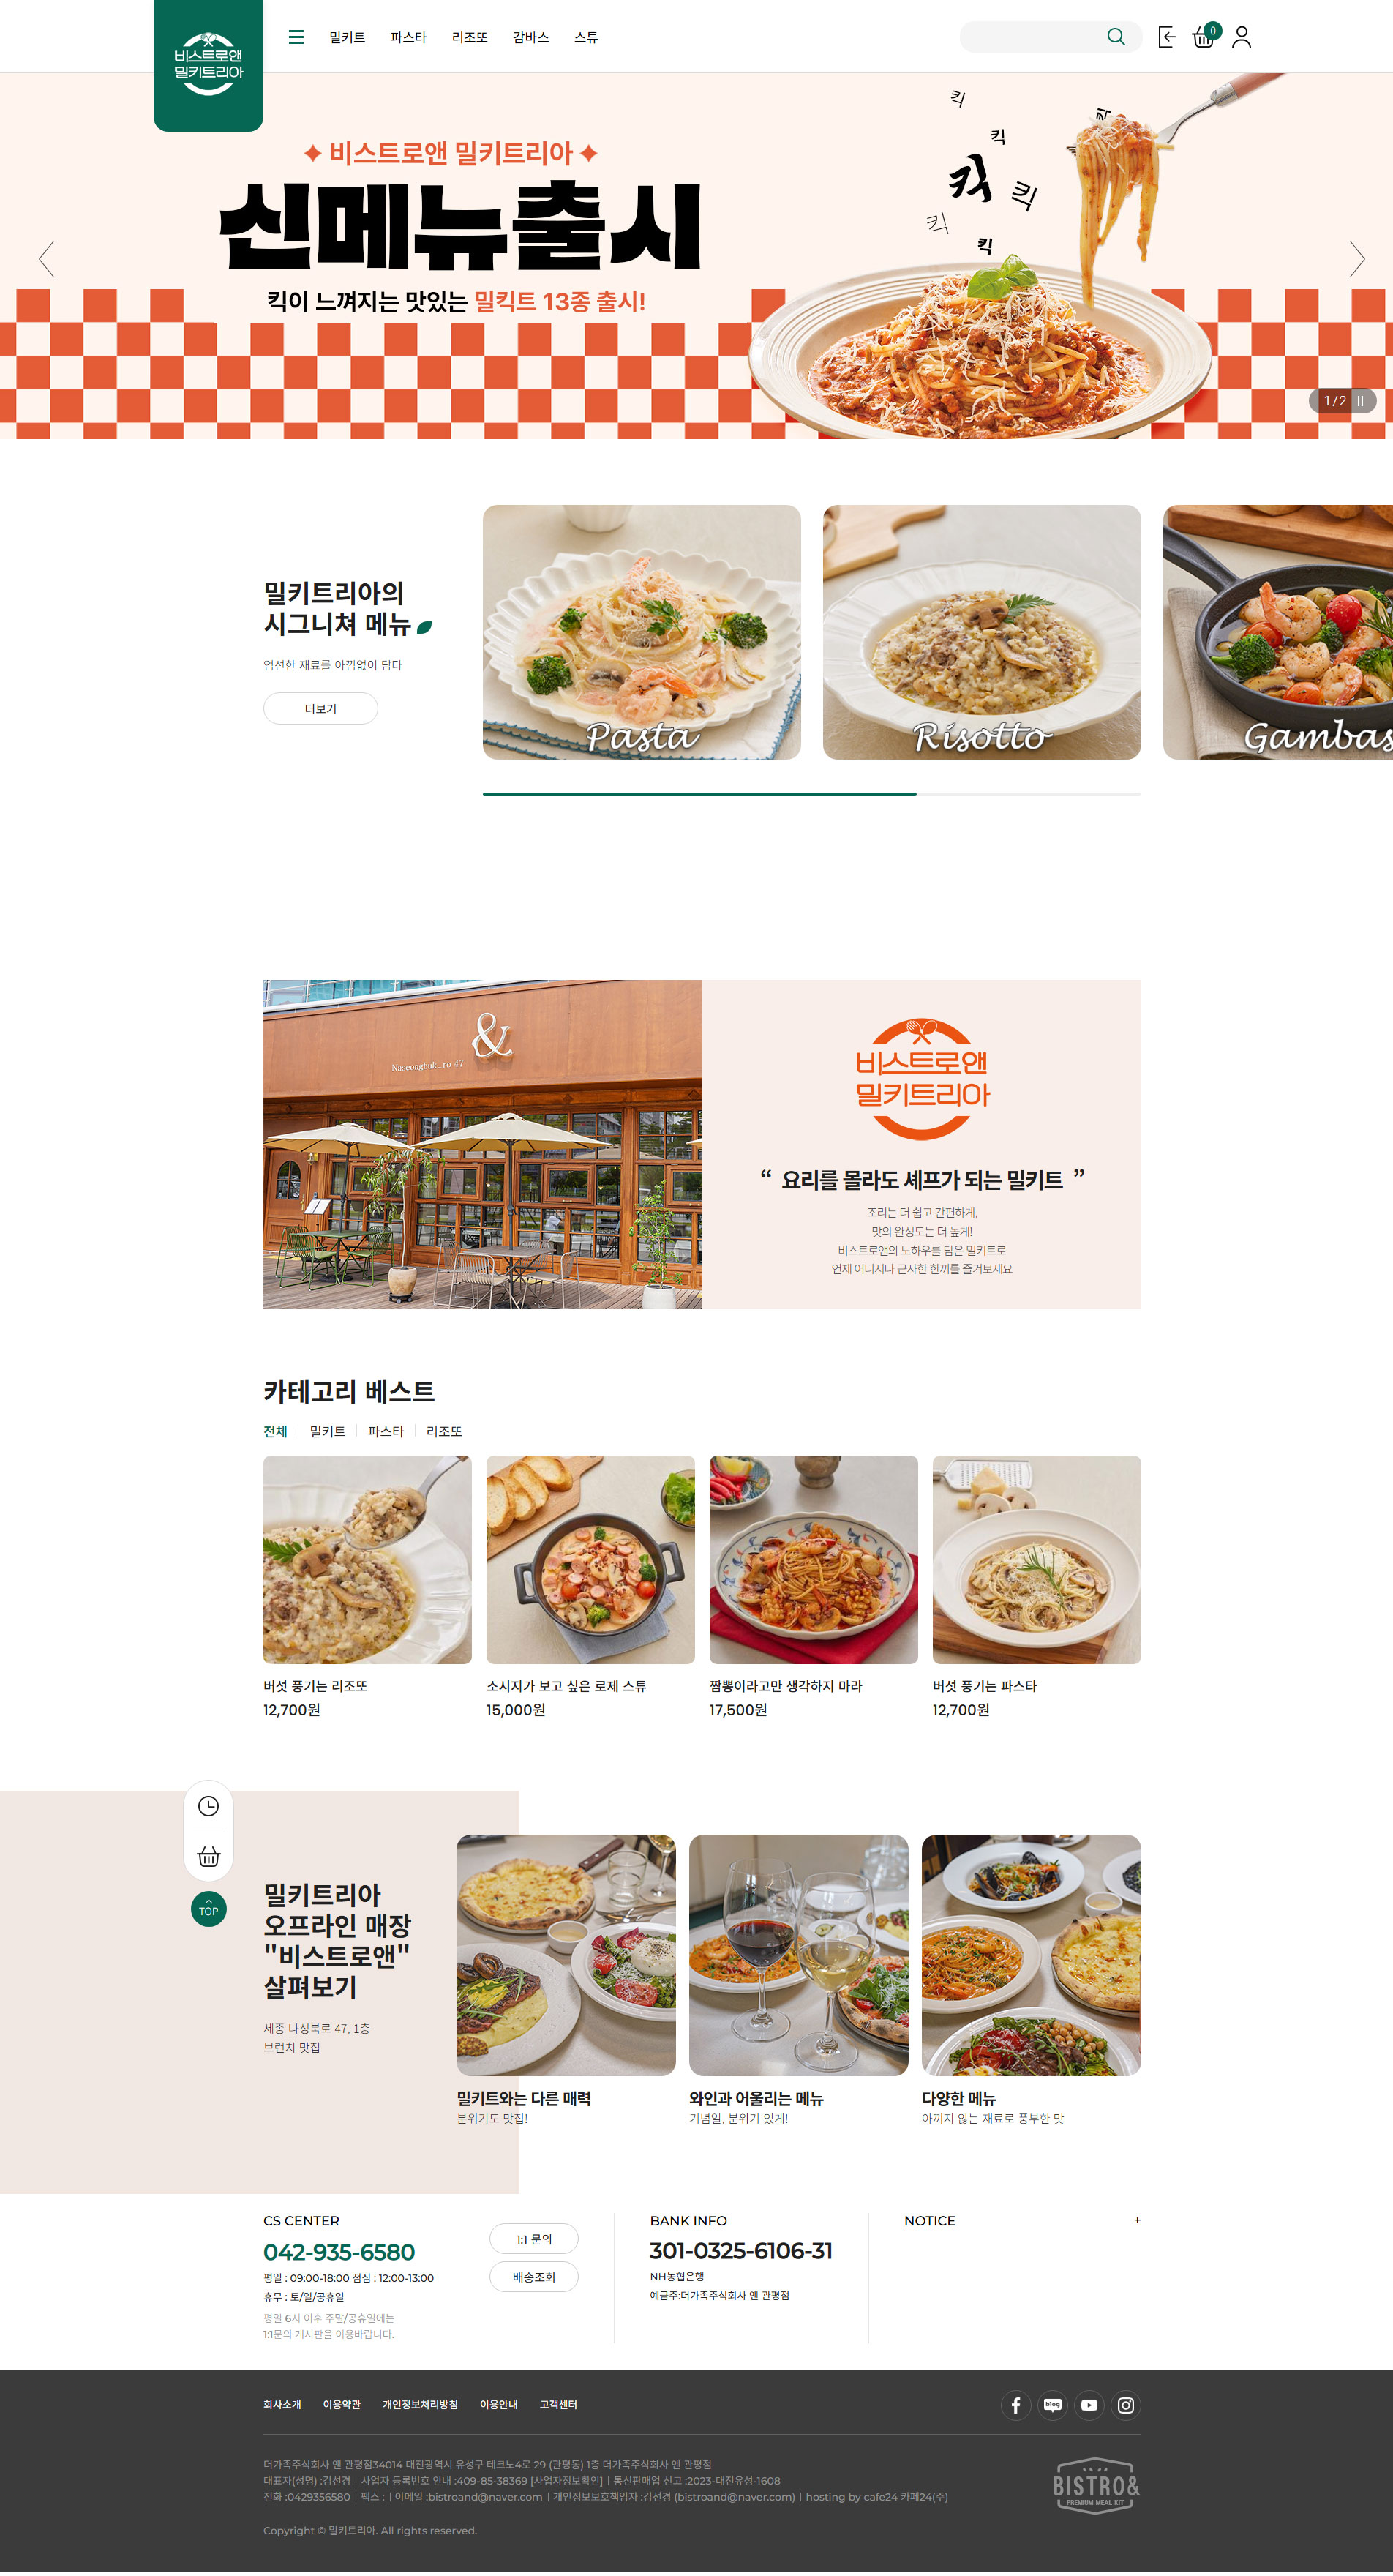 비스트로앤
밀키트리아
밀키트
파스타
리조또
감바스
스튜
0
✦ 비스트로앤 밀키트리아 ✦
신메뉴출시
킥이 느껴지는 맛있는 밀킥트 13종 출시!
킥
킥
킥
킥
킥
킥
킥
1/2
밀키트리아의
시그니쳐 메뉴
엄선한 재료를 아낌없이 담다
더보기
Pasta
Risotto
Gambas
&
Naseongbuk_ro 47
비스트로앤
밀키트리아
“ 요리를 몰라도 셰프가 되는 밀키트 ”
조리는 더 쉽고 간편하게,
맛의 완성도는 더 높게!
비스트로앤의 노하우를 담은 밀키트로
언제 어디서나 근사한 한끼를 즐겨보세요
카테고리 베스트
전체
밀키트
파스타
리조또
버섯 풍기는 리조또
12,700원
소시지가 보고 싶은 로제 스튜
15,000원
짬뽕이라고만 생각하지 마라
17,500원
버섯 풍기는 파스타
12,700원
TOP
밀키트리아
오프라인 매장
"비스트로앤"
살펴보기
세종 나성북로 47, 1층
브런치 맛집
밀키트와는 다른 매력
분위기도 맛집!
와인과 어울리는 메뉴
기념일, 분위기 있게!
다양한 메뉴
아끼지 않는 재료로 풍부한 맛
CS CENTER
042-935-6580
평일 : 09:00-18:00 점심 : 12:00-13:00
휴무 : 토/일/공휴일
평일 6시 이후 주말/공휴일에는
1:1문의 게시판을 이용바랍니다.
1:1 문의
배송조회
BANK INFO
301-0325-6106-31
NH농협은행
예금주:더가족주식회사 앤 관평점
NOTICE
+
회사소개
이용약관
개인정보처리방침
이용안내
고객센터
blog
더가족주식회사 앤 관평점34014 대전광역시 유성구 테크노4로 29 (관평동) 1층 더가족주식회사 앤 관평점
대표자(성명) :김선경 | 사업자 등록번호 안내 :409-85-38369 [사업자정보확인] | 통신판매업 신고 :2023-대전유성-1608
전화 :0429356580 | 팩스 : | 이메일 :bistroand@naver.com | 개인정보보호책임자 :김선경 (bistroand@naver.com) | hosting by cafe24 카페24(주)
Copyright © 밀키트리아. All rights reserved.
BISTRO&
PREMIUM MEAL KIT